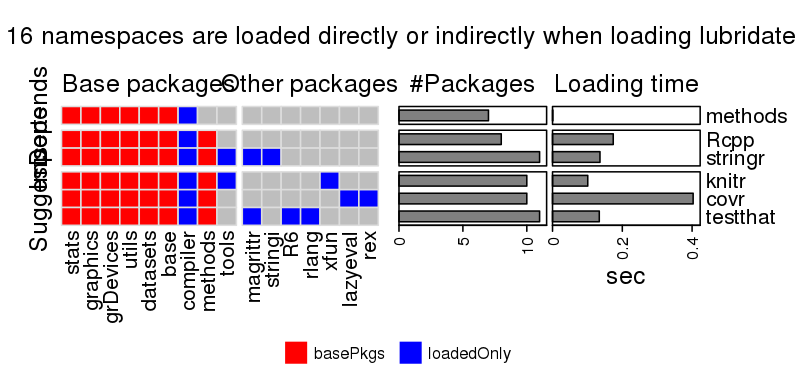 16 namespaces are loaded directly or indirectly when loading lubridate
Base packages
Other packages
#Packages
Loading time
Depends
Imports
Suggests
methods
Rcpp
stringr
knitr
covr
testthat
stats
graphics
grDevices
utils
datasets
base
compiler
methods
tools
magrittr
stringi
R6
rlang
xfun
lazyeval
rex
0
5
10
0
0.2
0.4
sec
basePkgs
loadedOnly